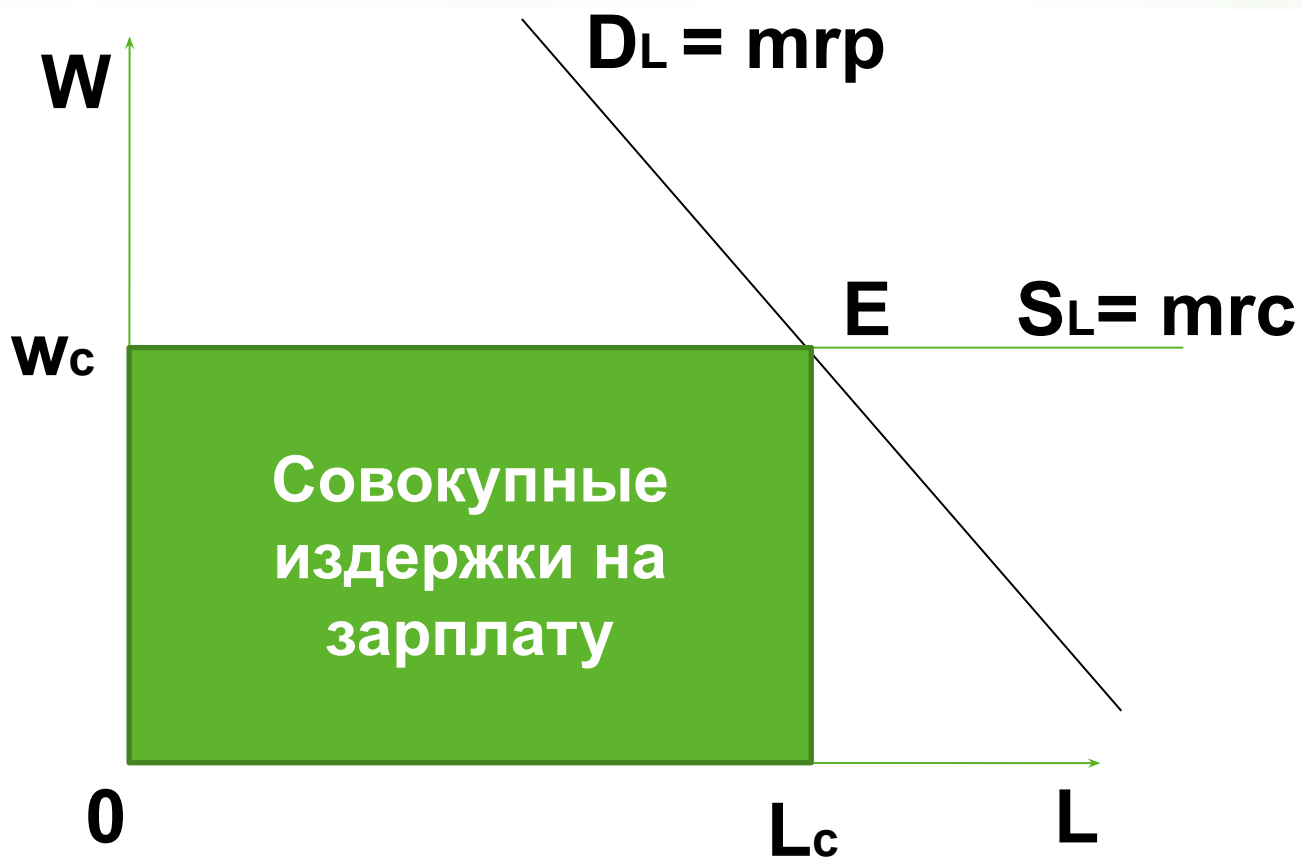 W
DL = mrp
E
SL= mrc
wc
Совокупные
издержки на
зарплату
0
Lc
L